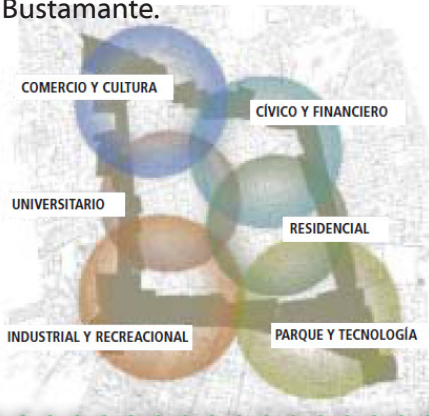 Bustamante.
COMERCIO Y CULTURA
CÍVICO Y FINANCIERO
UNIVERSITARIO
RESIDENCIAL
INDUSTRIAL Y RECREACIONAL
PARQUE Y TECNOLOGÍA